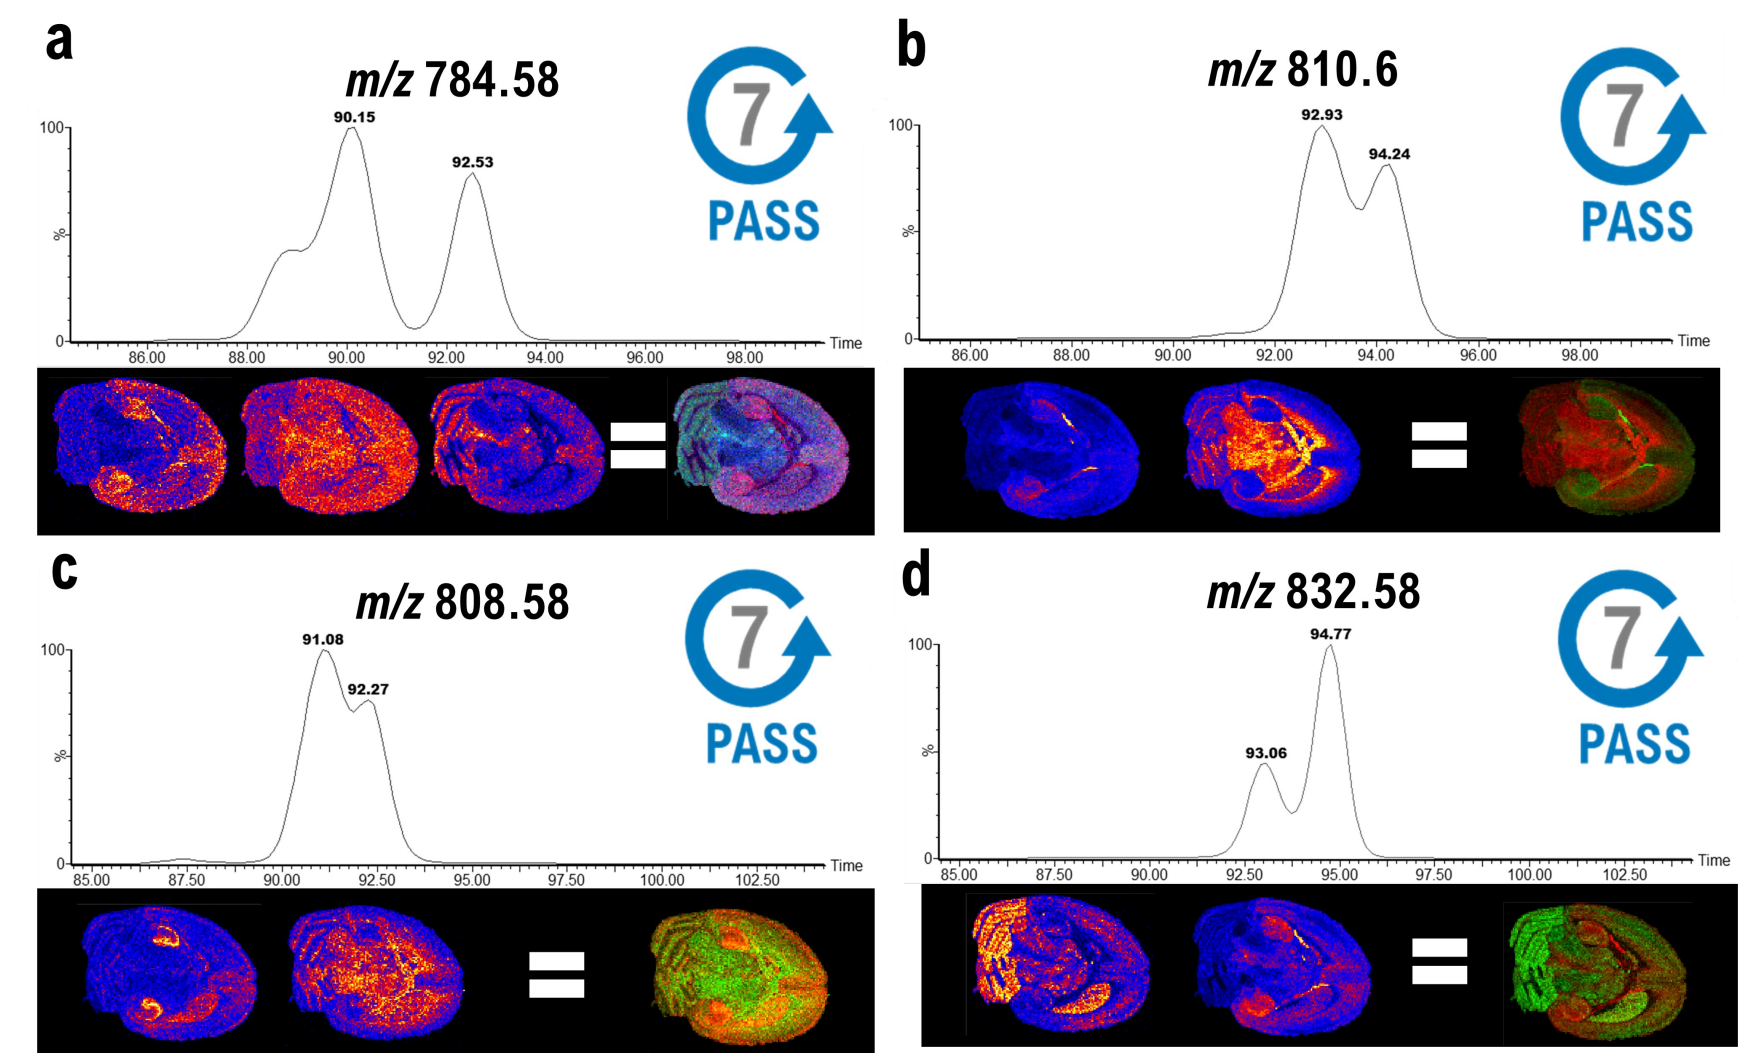 a
m/z 784.58
7
PASS
90.15
92.53
100
%
0
86.00 88.00 90.00 92.00 94.00 96.00 98.00 Time
b
m/z 810.6
7
PASS
92.93
94.24
100
%
0
86.00 88.00 90.00 92.00 94.00 96.00 98.00 Time
c
m/z 808.58
7
PASS
91.08
92.27
100
%
0
85.00 87.50 90.00 92.50 95.00 97.50 100.00 102.50 Time
d
m/z 832.58
7
PASS
94.77
93.06
100
%
0
85.00 87.50 90.00 92.50 95.00 97.50 100.00 102.50 Time